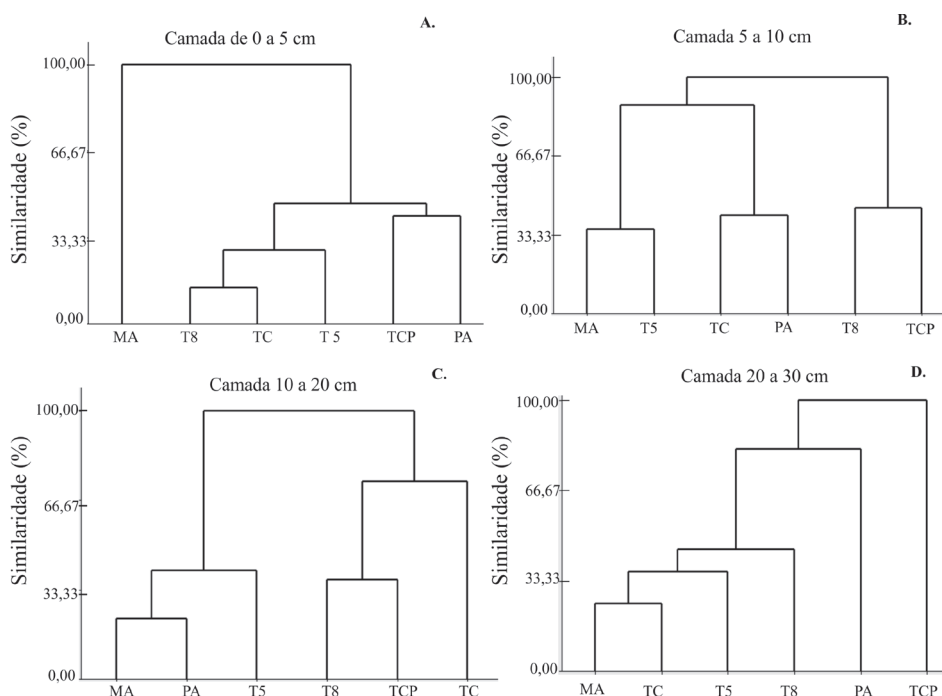 A.
Camada de 0 a 5 cm
Similaridade (%)
100,00
66,67
33,33
0,00
MA T8 TC T 5 TCP PA
B.
Camada 5 a 10 cm
Similaridade (%)
100,00
66,67
33,33
0,00
MA T5 TC PA T8 TCP
C.
Camada 10 a 20 cm
Similaridade (%)
100,00
66,67
33,33
0,00
MA PA T5 T8 TCP TC
D.
Camada 20 a 30 cm
Similaridade (%)
100,00
66,67
33,33
0,00
MA TC T5 T8 PA TCP